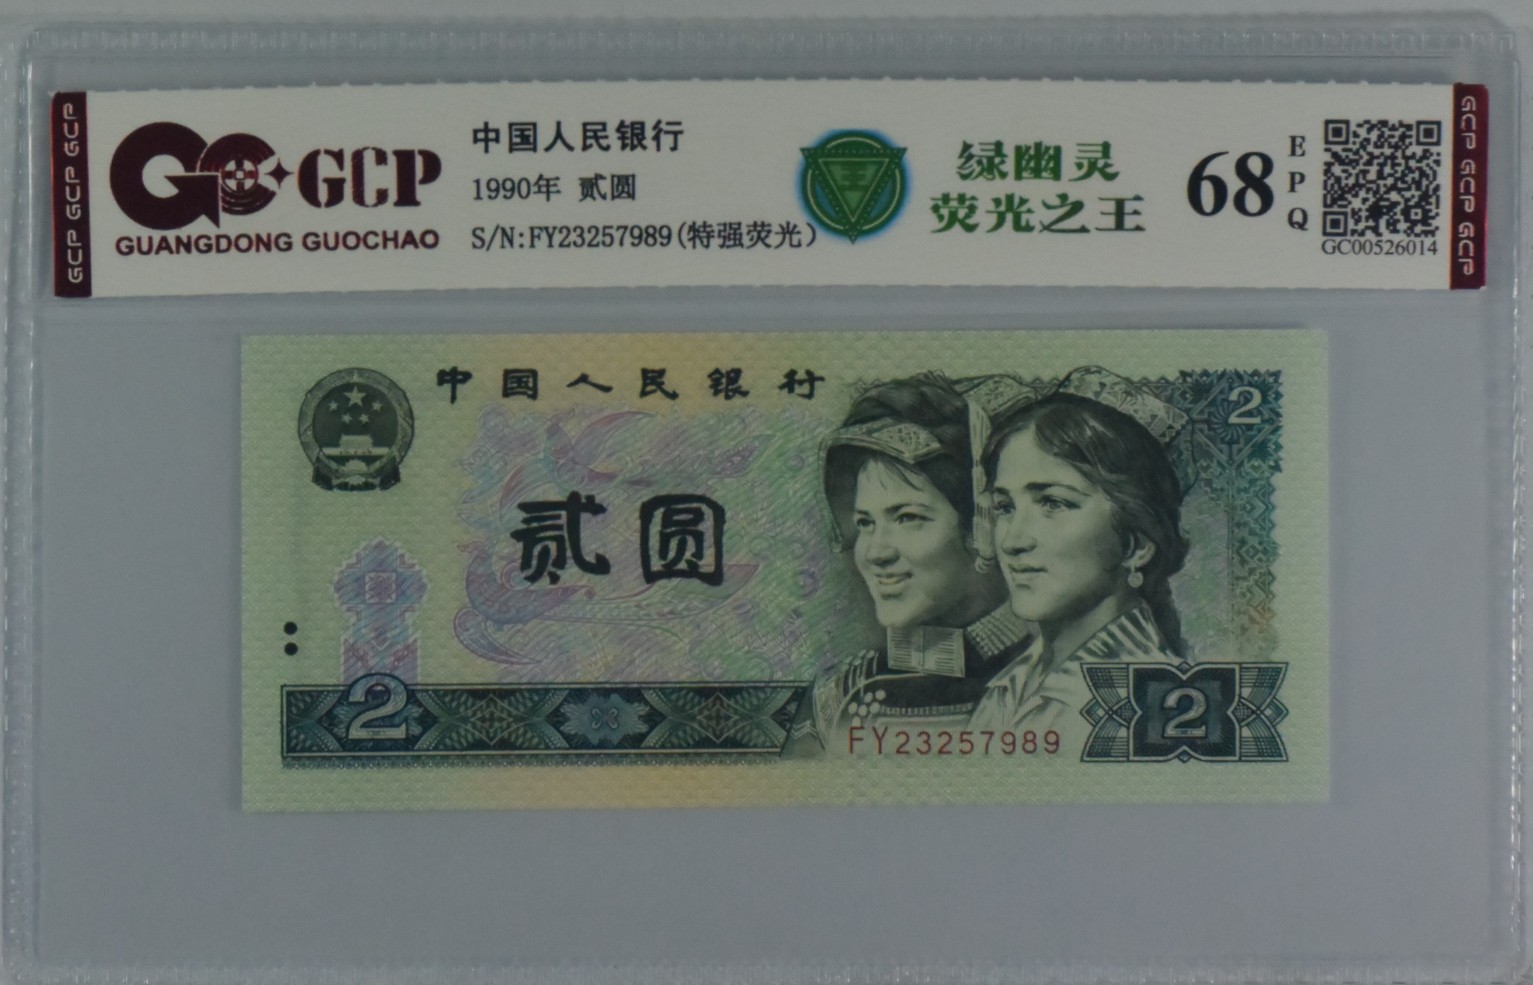 GCP GCP GCP
GCP
GUANGDONG GUOCHAO
中国人民银行
1990年 贰圆
S/N:FY23257989(特强荧光)
王
绿幽灵
荧光之王
68
EPQ
GC00526014
GCP GCP GCP
中国人民银行
2
贰圆
2
FY23257989
2